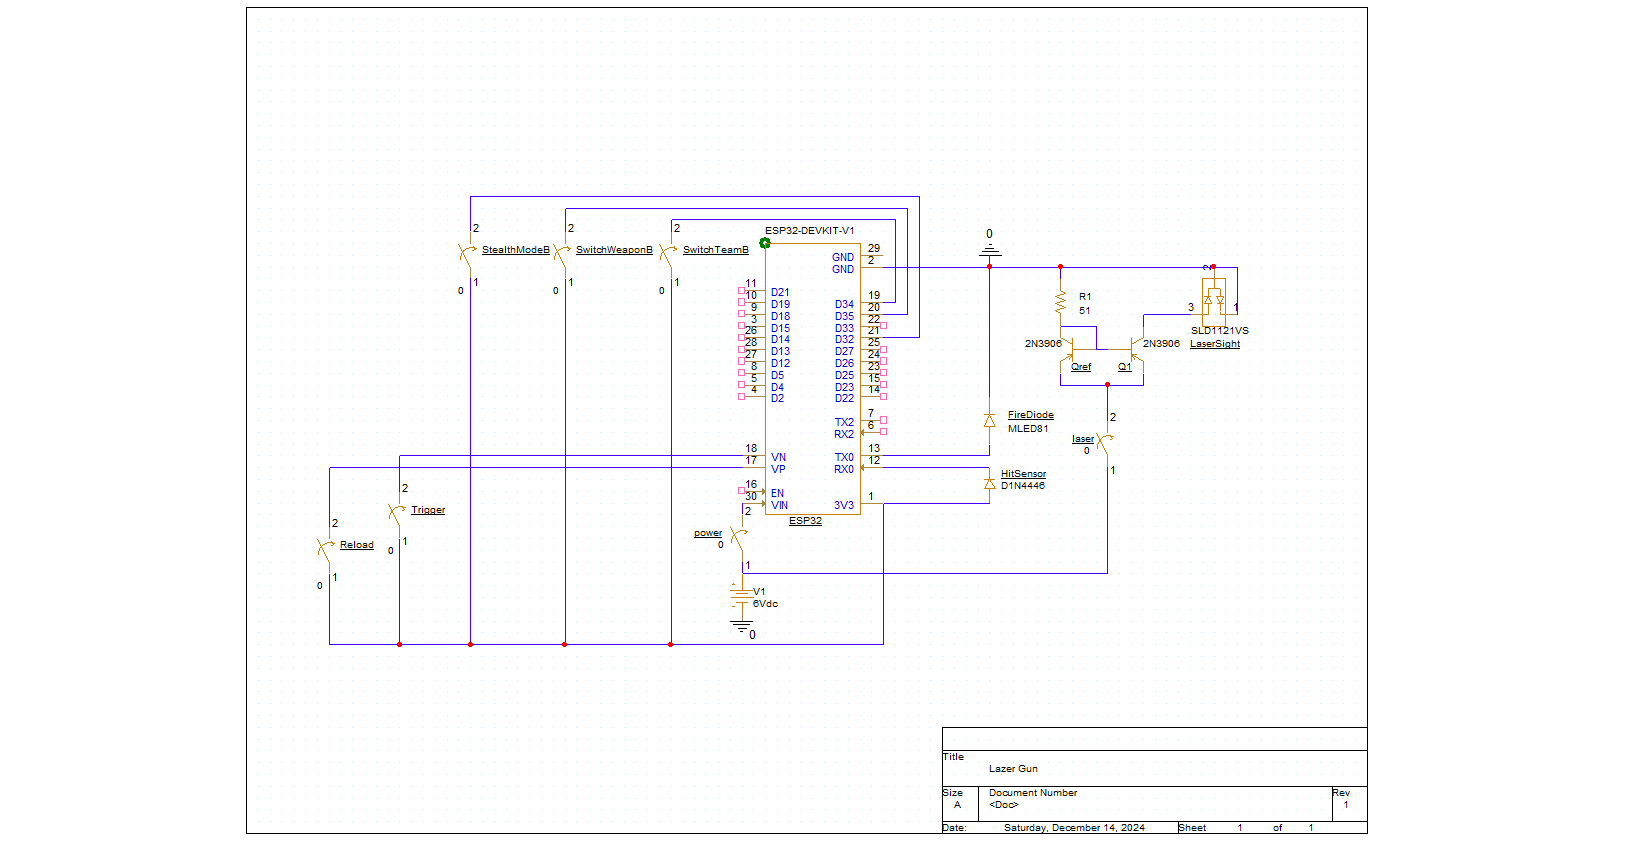 0
2
StealthModeB
0
1
2
SwitchWeaponB
0
1
2
SwitchTeamB
0
1
ESP32-DEVKIT-V1
GND 29
GND 2
11 D21
10 D19
9 D18
3 D15
26 D14
28 D13
27 D12
8 D5
5 D4
4 D2
D34 19
D35 20
D33 22
D32 21
D27 25
D26 24
D25 23
D23 15
D22 14
TX2 7
RX2 6
18 VN
17 VP
TX0 13
RX0 12
16 EN
30 VIN
3V3 1
ESP32
R1
51
2N3906
Qref
2N3906
Q1
2
3
1
SLD1121VS
LaserSight
FireDiode
MLED81
HitSensor
D1N4446
2
laser
0
1
2
Trigger
0
1
2
Reload
0
1
2
power
0
1
V1
6Vdc
0
Title
Lazer Gun
Size
A
Document Number
<Doc>
Rev
1
Date:
Saturday, December 14, 2024
Sheet 1 of 1